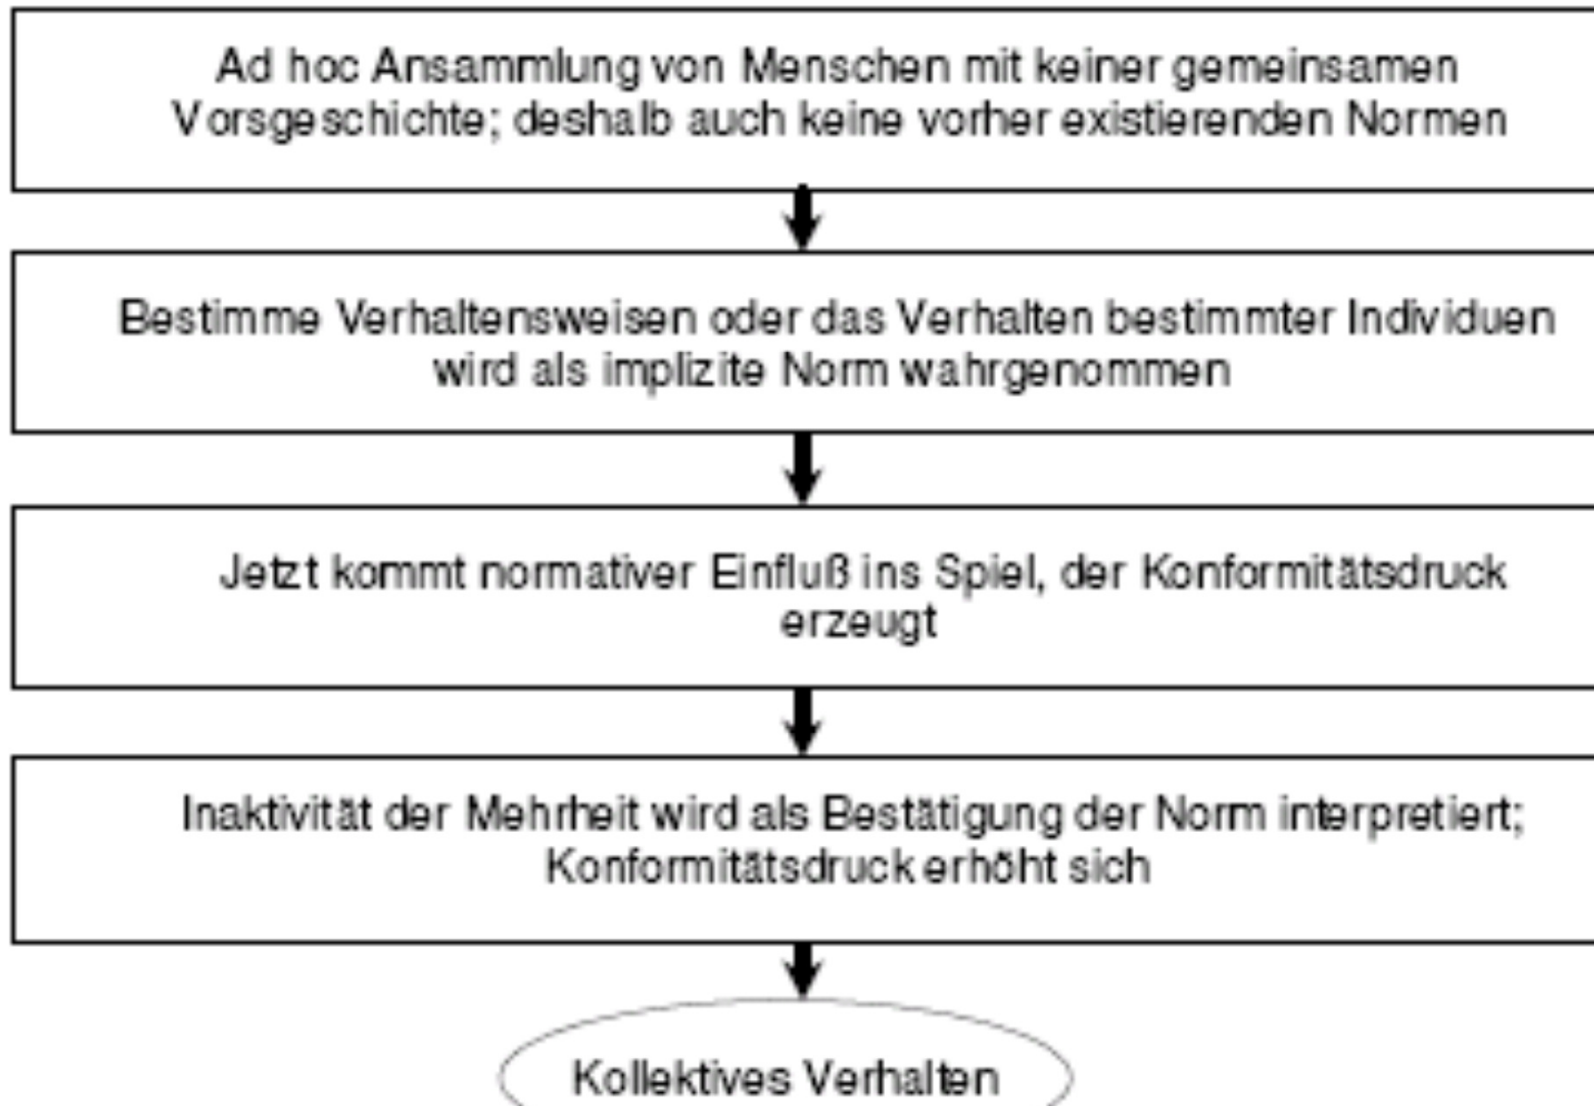 Ad hoc Ansammlung von Menschen mit keiner gemeinsamen
Vorsgeschichte; deshalb auch keine vorher existierenden Normen
Bestimme Verhaltensweisen oder das Verhalten bestimmter Individuen
wird als implizite Norm wahrgenommen
Jetzt kommt normativer Einfluß ins Spiel, der Konformitätsdruck
erzeugt
Inaktivität der Mehrheit wird als Bestätigung der Norm interpretiert;
Konformitätsdruck erhöht sich
Kollektives Verhalten